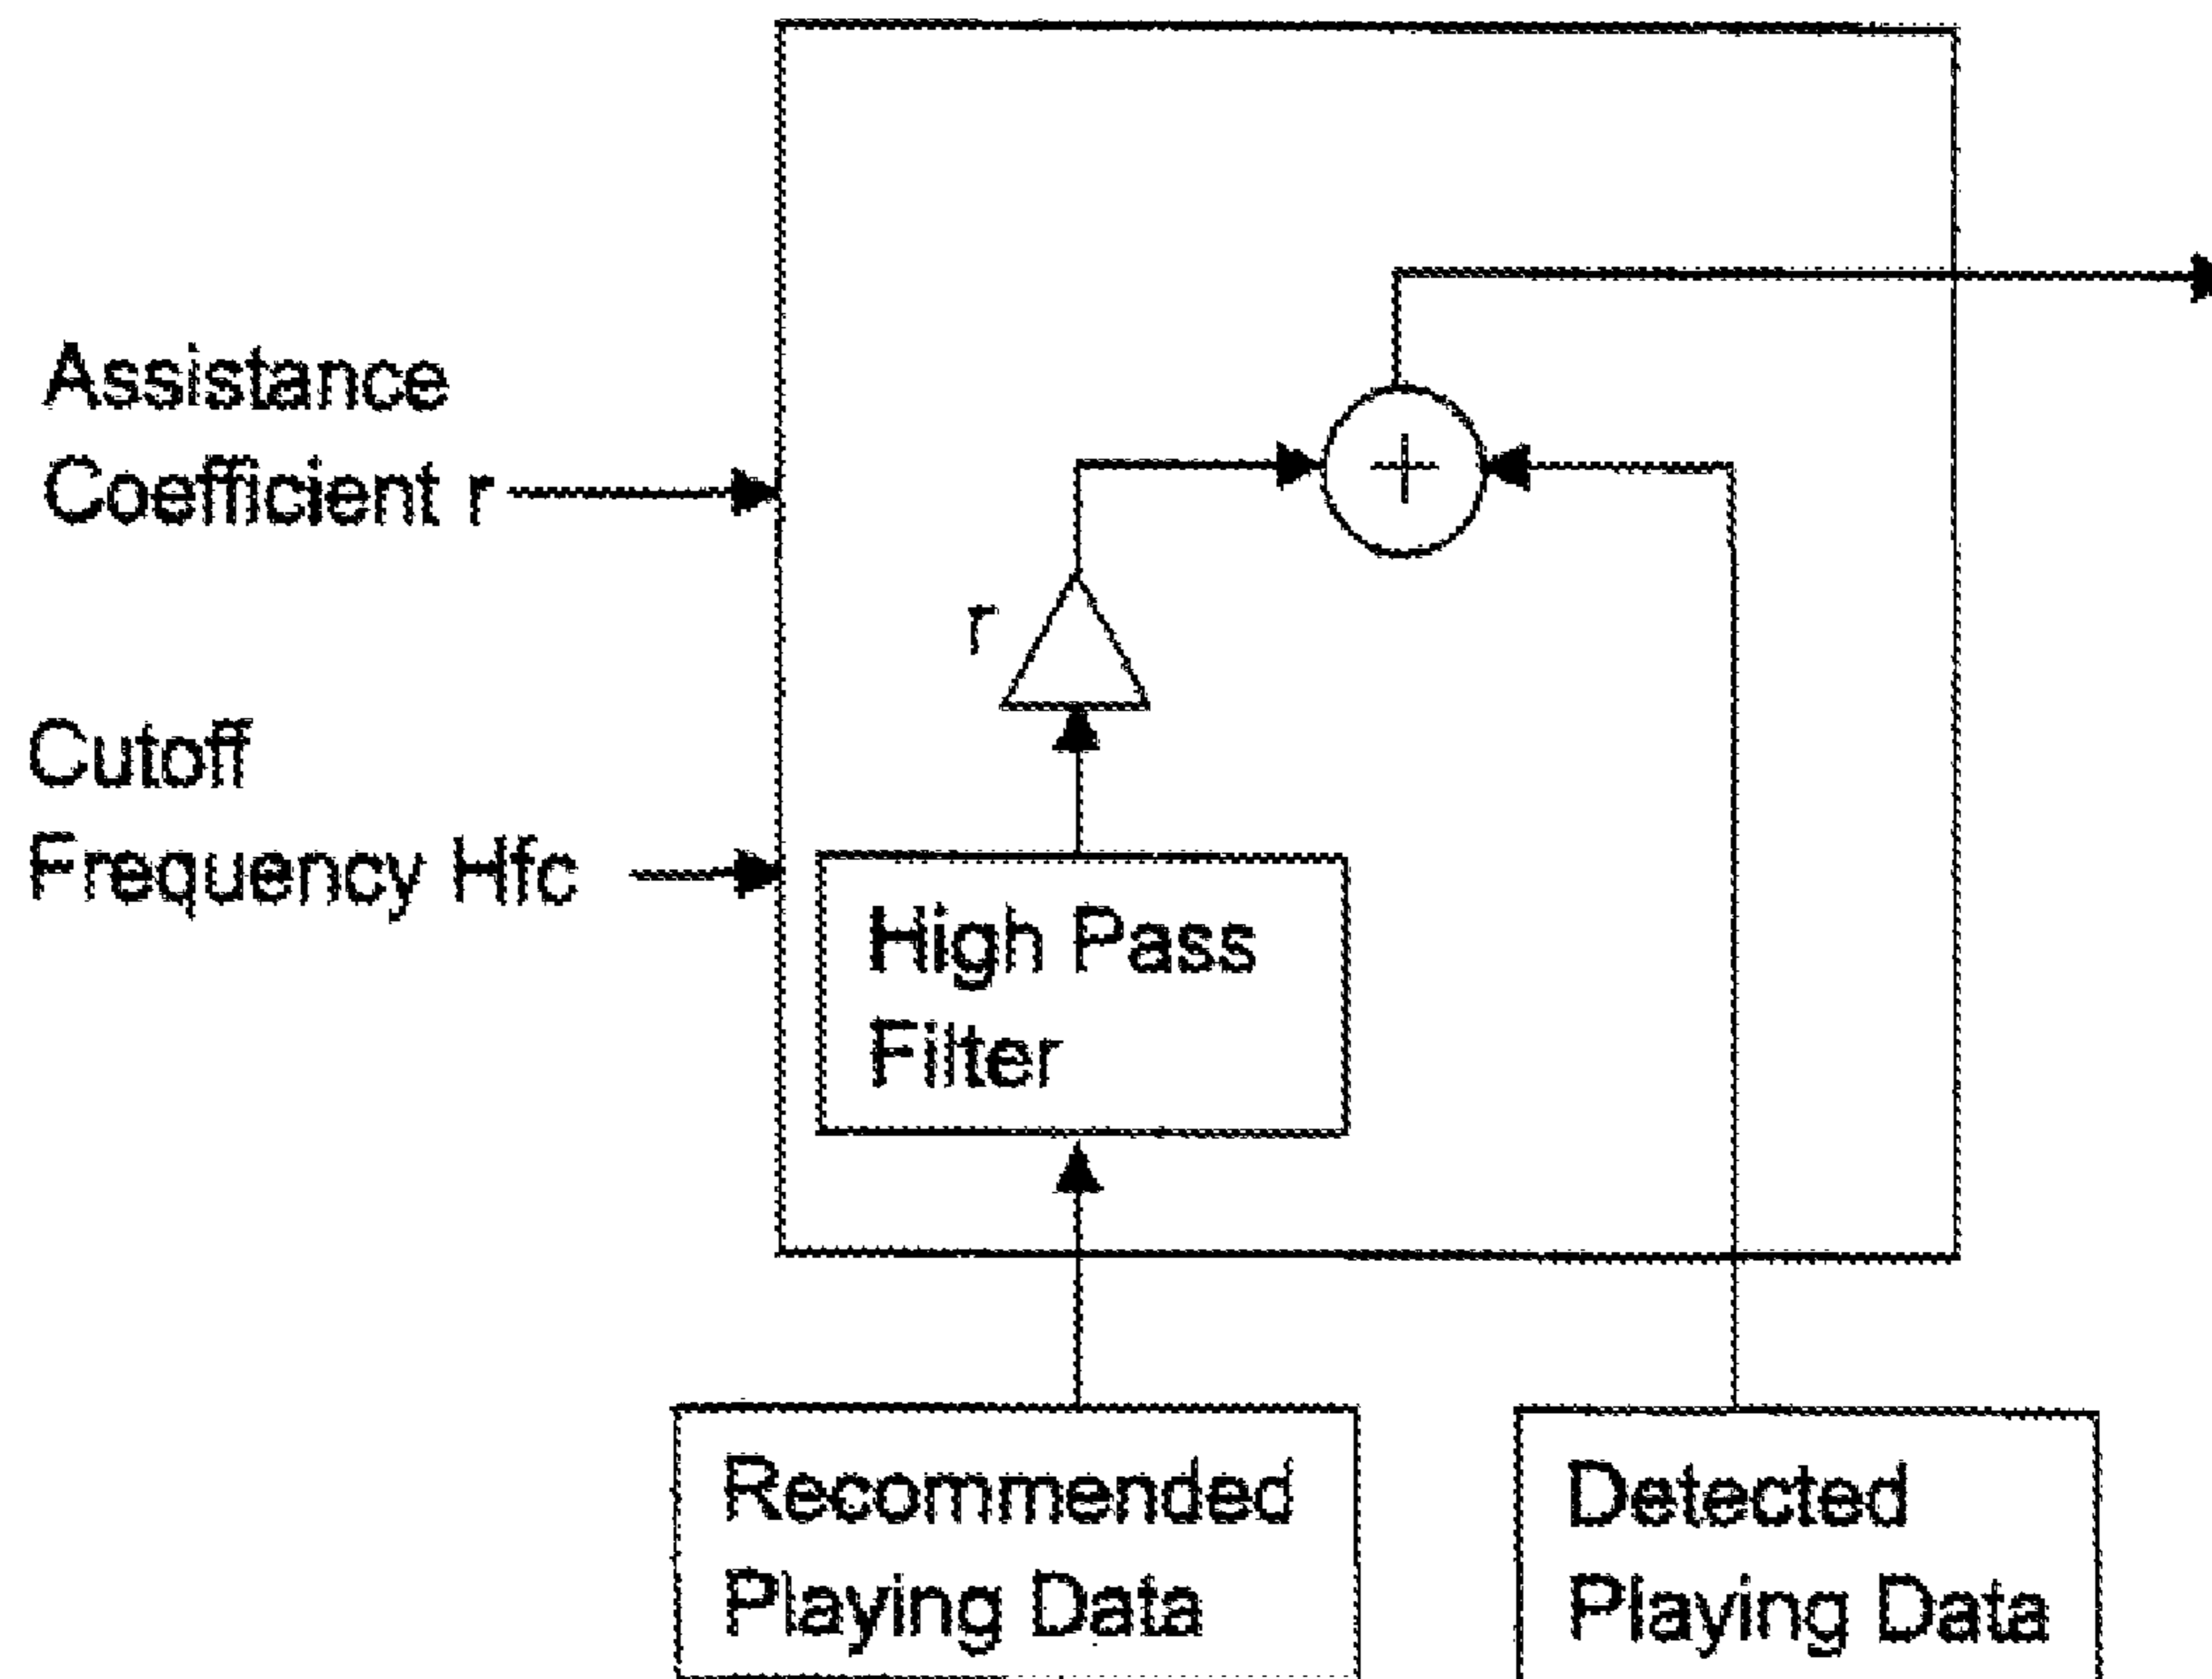 Assistance
Coefficient r
Cutoff
Frequency Hfc
+
r
High Pass
Filter
Recommended
Playing Data
Detected
Playing Data